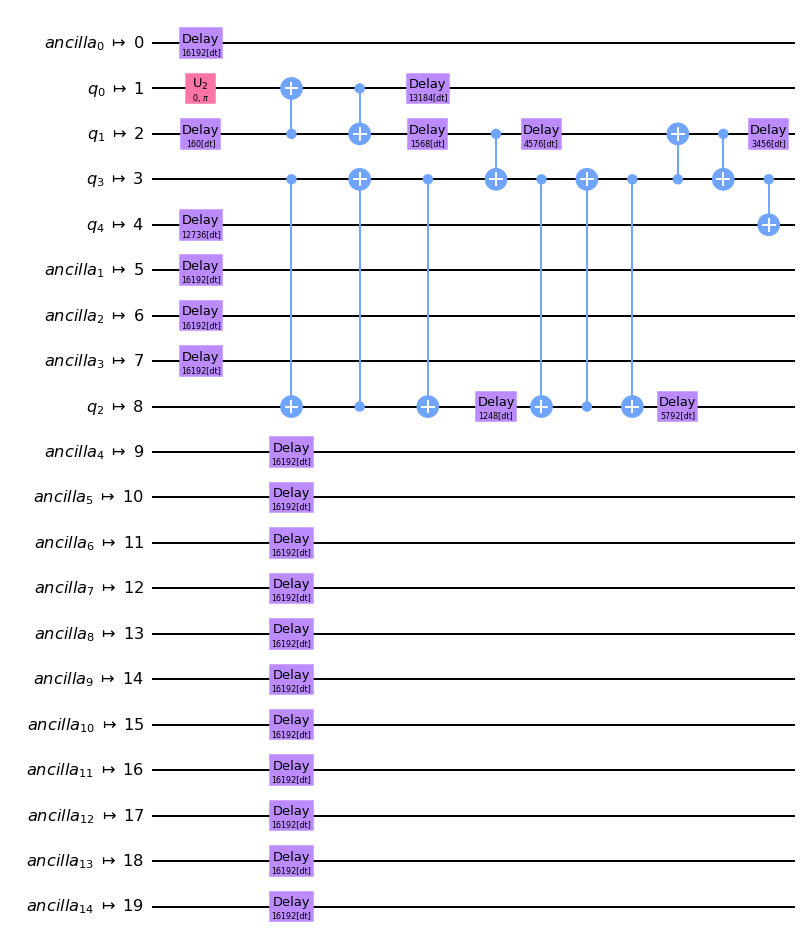 ancilla₀ ↦ 0 Delay 16192[dt]
q₀ ↦ 1 U₂ 0, π Delay 13184[dt]
q₁ ↦ 2 Delay 160[dt] Delay 1568[dt] Delay 4576[dt] Delay 3456[dt]
q₃ ↦ 3
q₄ ↦ 4 Delay 12736[dt]
ancilla₁ ↦ 5 Delay 16192[dt]
ancilla₂ ↦ 6 Delay 16192[dt]
ancilla₃ ↦ 7 Delay 16192[dt]
q₂ ↦ 8 Delay 1248[dt] Delay 5792[dt]
ancilla₄ ↦ 9 Delay 16192[dt]
ancilla₅ ↦ 10 Delay 16192[dt]
ancilla₆ ↦ 11 Delay 16192[dt]
ancilla₇ ↦ 12 Delay 16192[dt]
ancilla₈ ↦ 13 Delay 16192[dt]
ancilla₉ ↦ 14 Delay 16192[dt]
ancilla₁₀ ↦ 15 Delay 16192[dt]
ancilla₁₁ ↦ 16 Delay 16192[dt]
ancilla₁₂ ↦ 17 Delay 16192[dt]
ancilla₁₃ ↦ 18 Delay 16192[dt]
ancilla₁₄ ↦ 19 Delay 16192[dt]